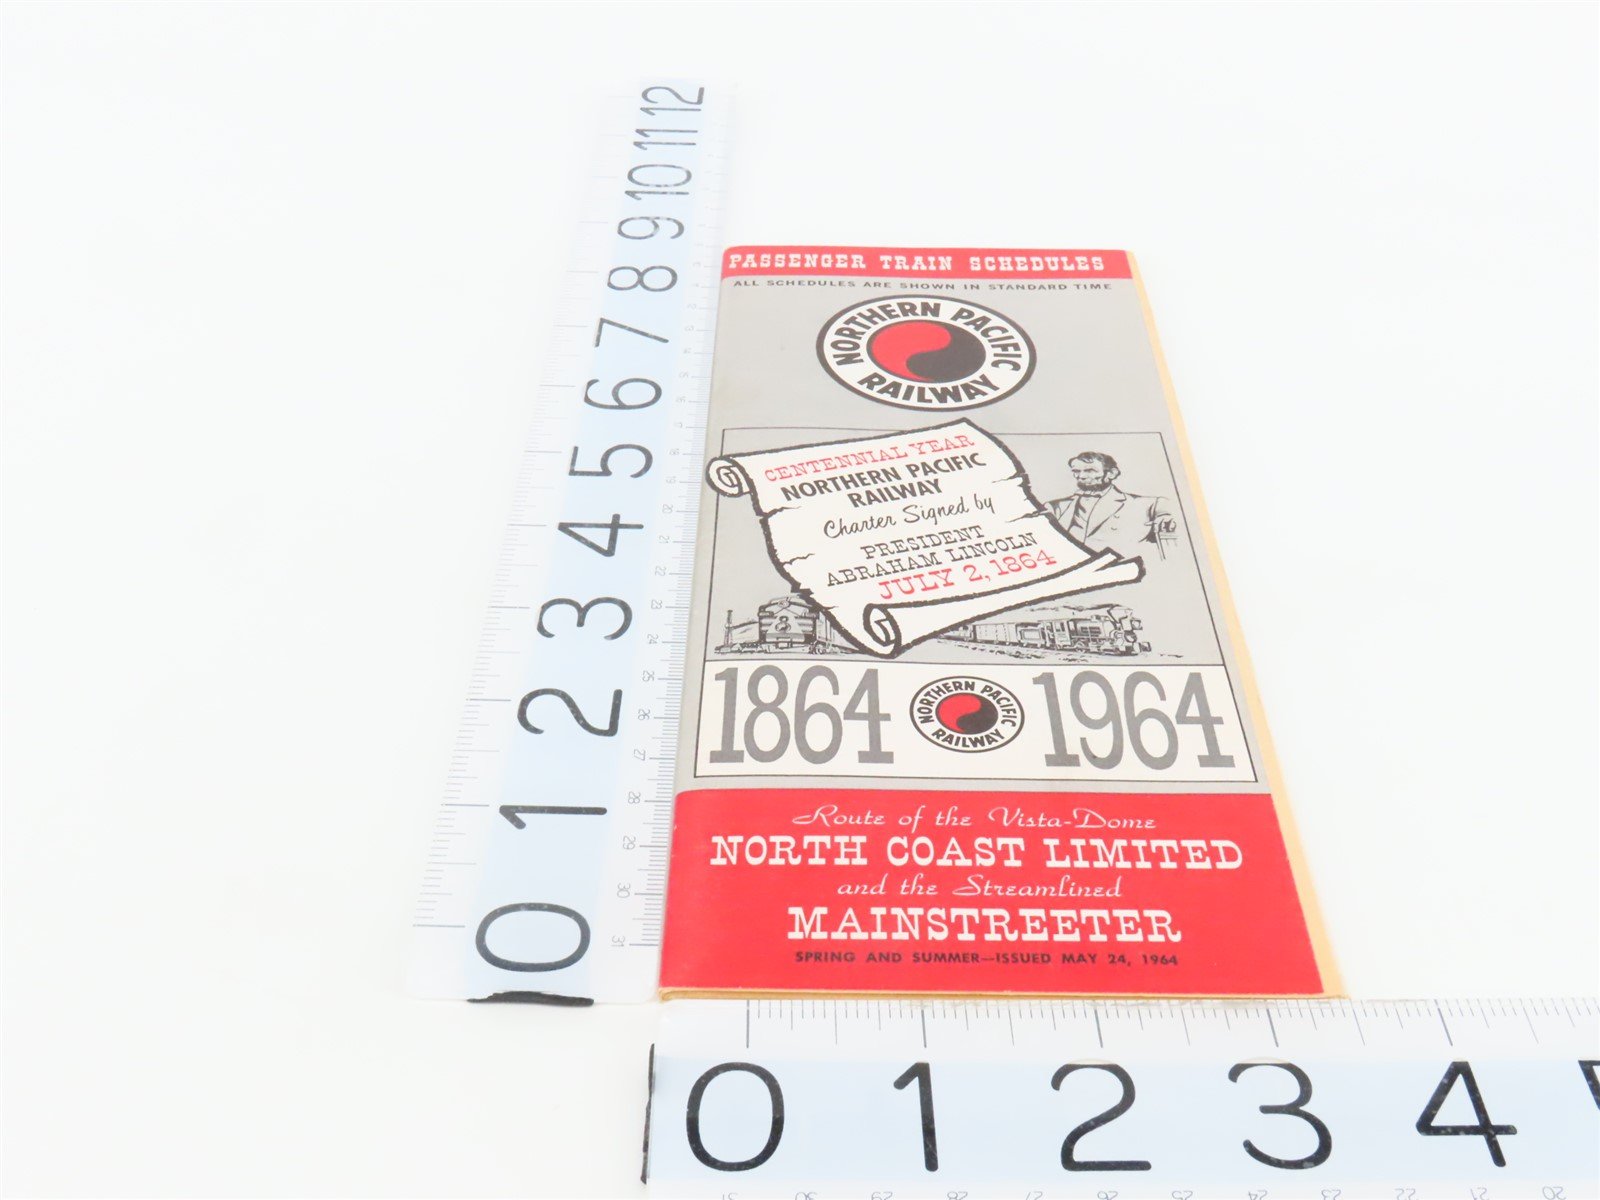 PASSENGER TRAIN SCHEDULES
ALL SCHEDULES ARE SHOWN IN STANDARD TIME
NORTHERN PACIFIC
RAILWAY
CENTENNIAL YEAR
NORTHERN PACIFIC
RAILWAY
Charter Signed by
PRESIDENT
ABRAHAM LINCOLN
JULY 2, 1864
1864
NORTHERN PACIFIC
RAILWAY
1964
Route of the Vista-Dome
NORTH COAST LIMITED
and the Streamlined
MAINSTREETER
SPRING AND SUMMER—ISSUED MAY 24, 1964
12
11
10
9
8
7
6
5
4
3
2
1
0
0 1 2 3 4